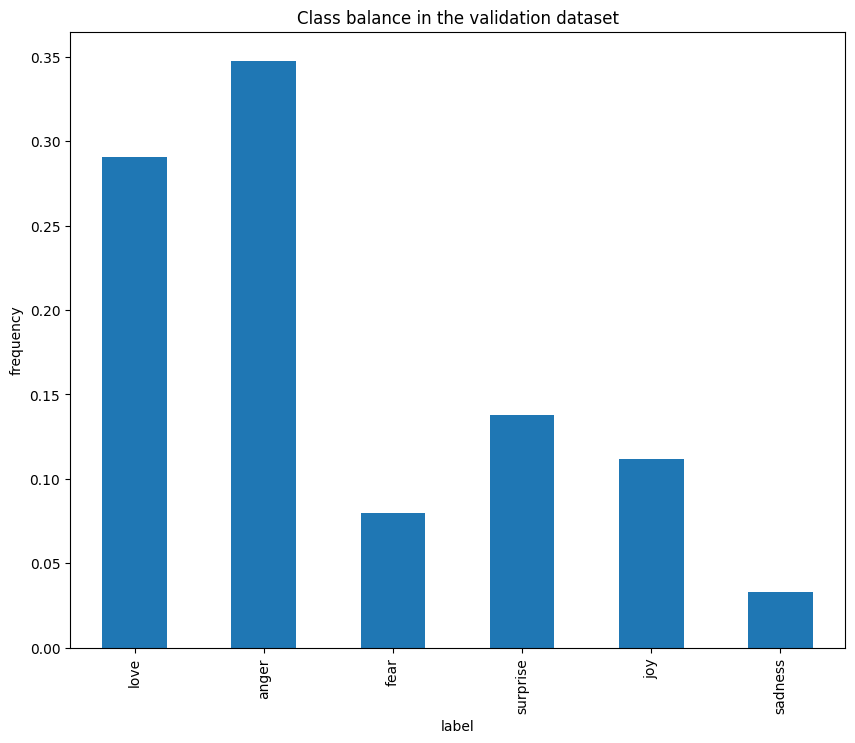 Class balance in the validation dataset
0.35
0.30
0.25
0.20
0.15
0.10
0.05
0.00
frequency
love
anger
fear
surprise
joy
sadness
label